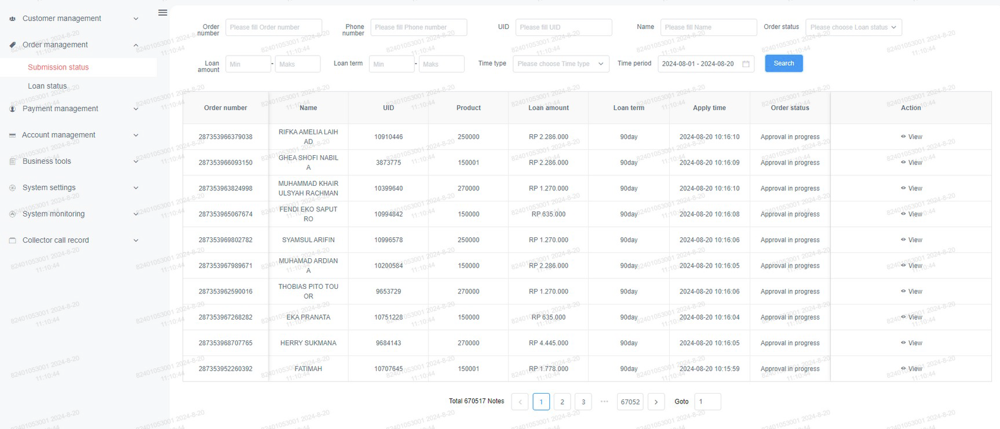 Customer management
Order management
Submission status
Loan status
Payment management
Account management
Business tools
System settings
System monitoring
Collector call record
Order number Please fill Order number Phone number Please fill Phone number UID Please fill UID Name Please fill Name Order status Please choose Loan status
Loan amount Min - Maks Loan term Min - Maks Time type Please choose Time type Time period 2024-08-01 - 2024-08-20 Search
Order number Name UID Product Loan amount Loan term Apply time Order status Action
287353966379038 RIFKA AMELIA LAIH AD 10910446 250000 RP 2.286.000 90day 2024-08-20 10:16:10 Approval in progress View
287353966093150 GHEA SHOFI NABIL A 3873775 150001 RP 2.286.000 90day 2024-08-20 10:16:09 Approval in progress View
287353963824998 MUHAMMAD KHAIR ULSYAH RACHMAN 10399640 270000 RP 1.270.000 90day 2024-08-20 10:16:10 Approval in progress View
287353965067674 FENDI EKO SAPUT RO 10994842 150000 RP 635.000 90day 2024-08-20 10:16:08 Approval in progress View
287353969802782 SYAMSUL ARIFIN 10996578 250000 RP 1.270.000 90day 2024-08-20 10:16:06 Approval in progress View
287353967989671 MUHAMAD ARDIAN A 10200584 150000 RP 2.286.000 90day 2024-08-20 10:16:05 Approval in progress View
287353962590016 THOBIAS PITO TOU OR 9653729 270000 RP 1.270.000 90day 2024-08-20 10:16:06 Approval in progress View
287353967268282 EKA PRANATA 10751228 150000 RP 635.000 90day 2024-08-20 10:16:04 Approval in progress View
287353968707765 HERRY SUKMANA 9684143 270000 RP 4.445.000 90day 2024-08-20 10:16:05 Approval in progress View
287353952260392 FATIMAH 10707645 150001 RP 1.778.000 90day 2024-08-20 10:15:59 Approval in progress View
Total 670517 Notes 1 2 3 ••• 67052 Goto 1
82401053001 2024-8-20
11:10:44